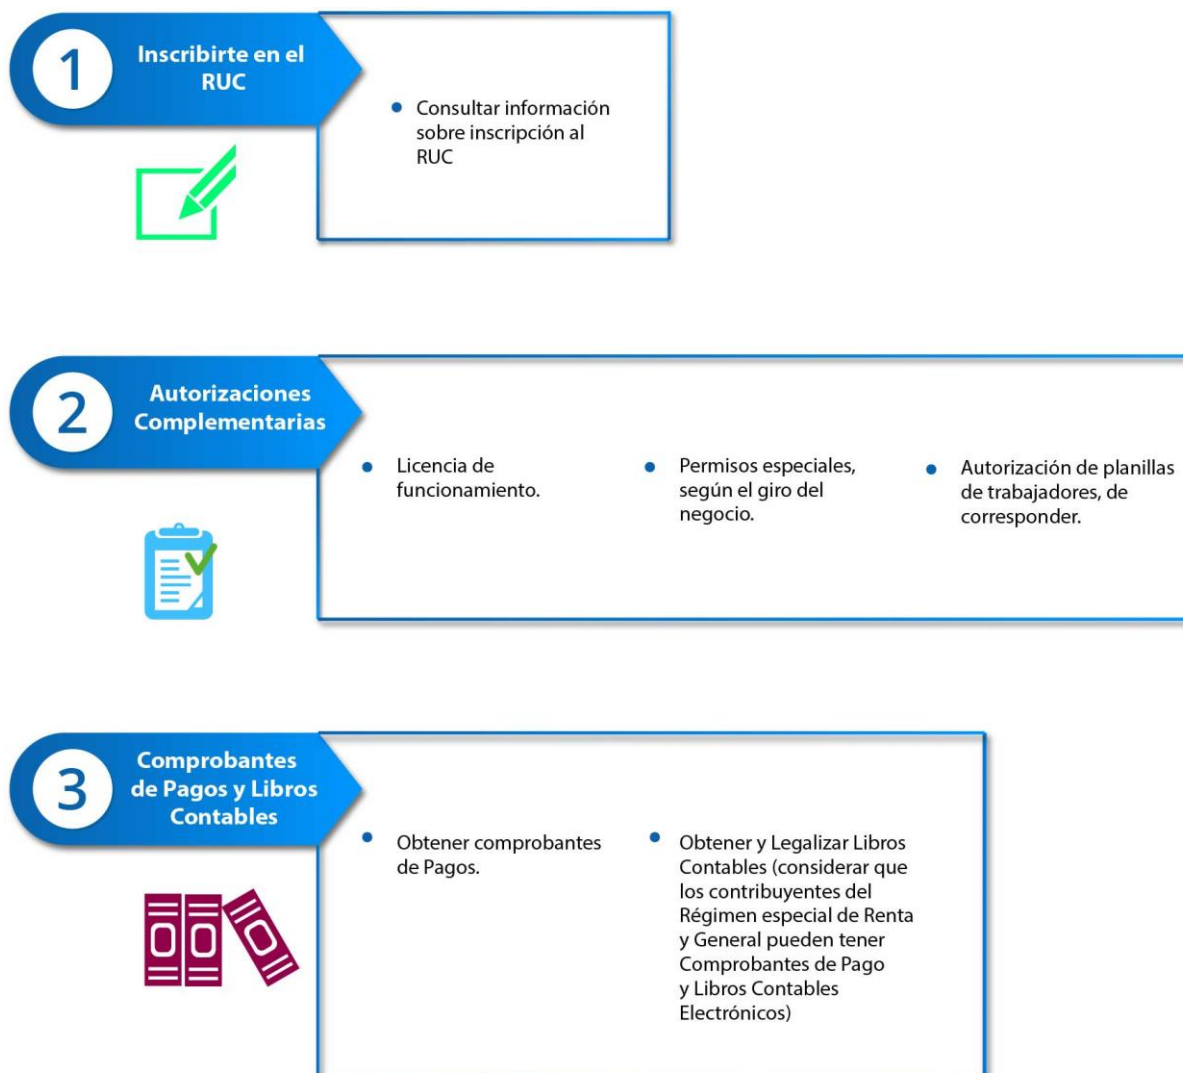 1
Inscribirte en el
RUC
Consultar información
sobre inscripción al
RUC
2
Autorizaciones
Complementarias
Licencia de
funcionamiento.
Permisos especiales,
según el giro del
negocio.
Autorización de planillas
de trabajadores, de
corresponder.
3
Comprobantes
de Pagos y Libros
Contables
Obtener comprobantes
de Pagos.
Obtener y Legalizar Libros
Contables (considerar que
los contribuyentes del
Régimen especial de Renta
y General pueden tener
Comprobantes de Pago
y Libros Contables
Electrónicos)